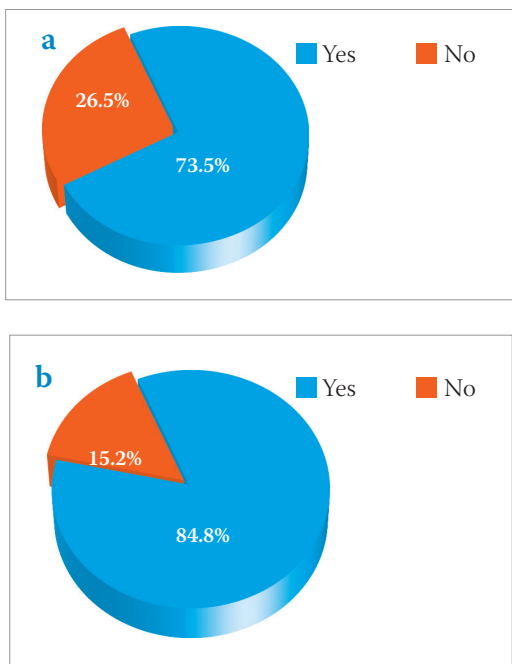 a
Yes No
26.5%
73.5%
b
Yes No
15.2%
84.8%